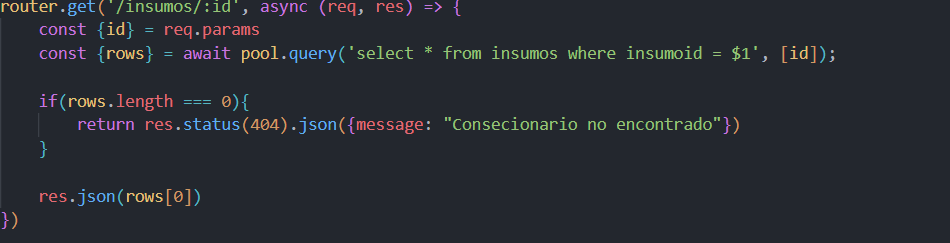 router.get('/insumos/:id', async (req, res) => {
    const {id} = req.params
    const {rows} = await pool.query('select * from insumos where insumoid = $1', [id]);
    if(rows.length === 0){
        return res.status(404).json({message: "Consecionario no encontrado"})
    }
    res.json(rows[0])
})